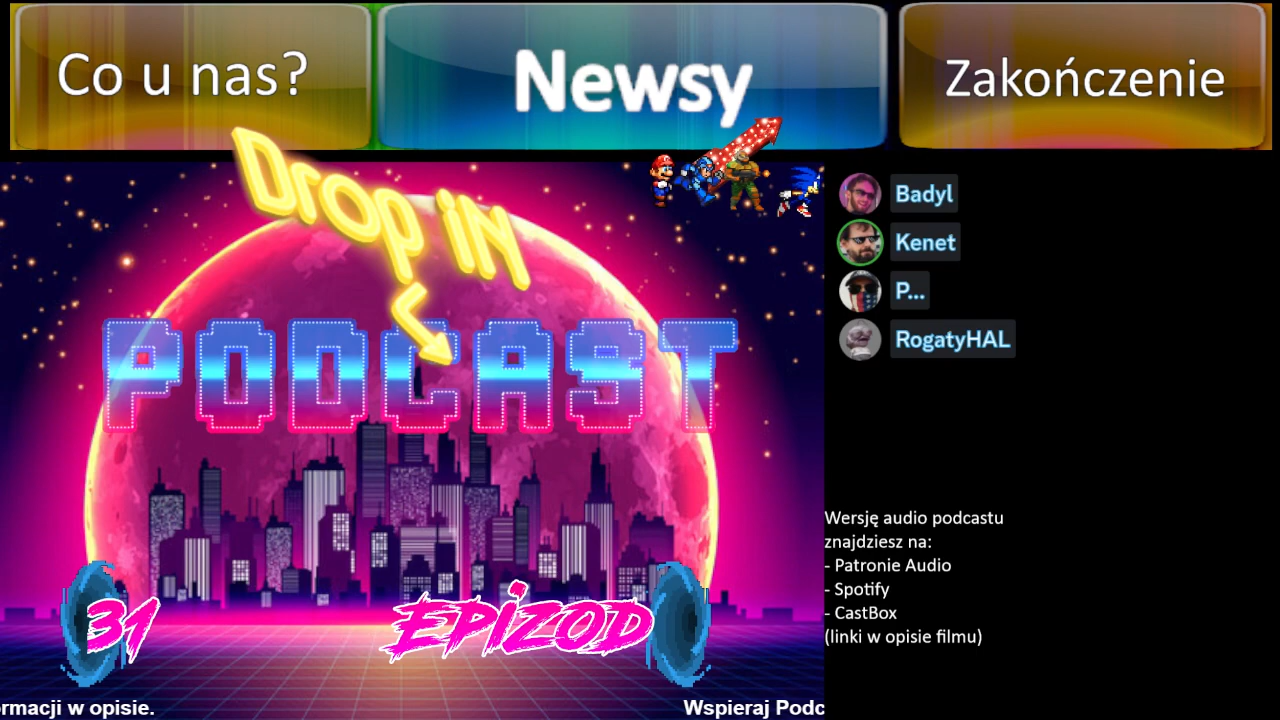 Co u nas?
Newsy
Zakończenie
Drop iN
PODCAST
31 EPiZOD
Badyl
Kenet
P...
RogatyHAL
Wersję audio podcastu
znajdziesz na:
- Patronie Audio
- Spotify
- CastBox
(linki w opisie filmu)
ormacji w opisie. Wspieraj Podc